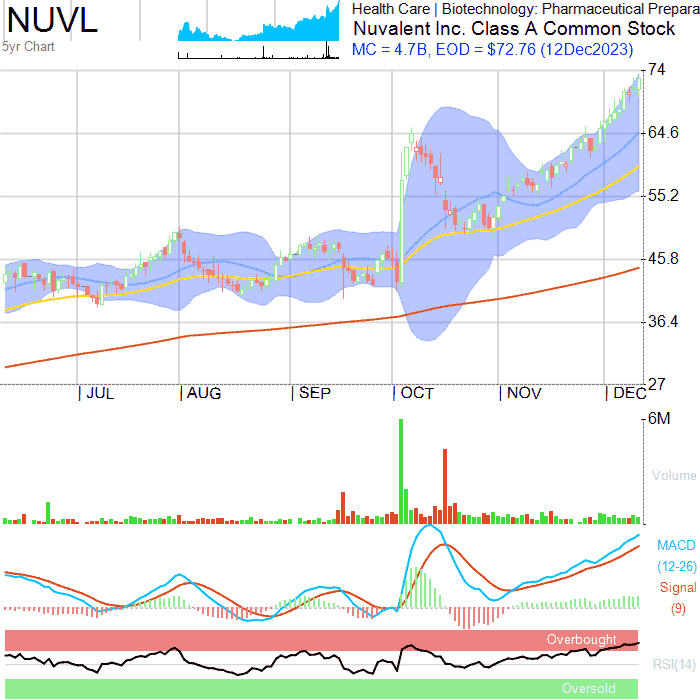 NUVL
5yr Chart
Health Care | Biotechnology: Pharmaceutical Prepara
Nuvalent Inc. Class A Common Stock
MC = 4.7B, EOD = $72.76 (12Dec2023)
74
64.6
55.2
45.8
36.4
27
JUL AUG SEP OCT NOV DEC
6M
Volume
MACD
(12-26)
Signal
(9)
Overbought
RSI(14)
Oversold